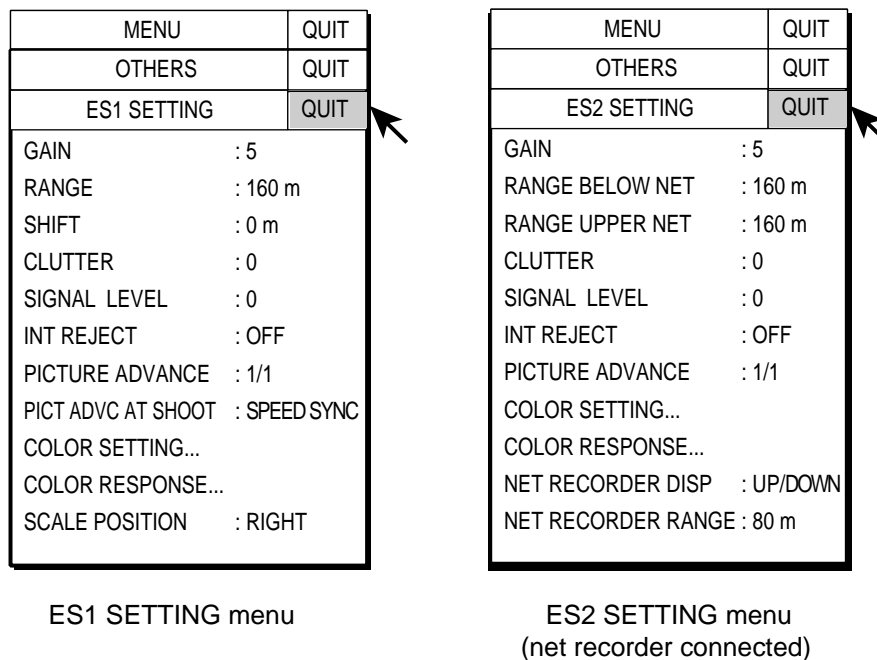 MENU QUIT
OTHERS QUIT
ES1 SETTING QUIT
GAIN : 5
RANGE : 160 m
SHIFT : 0 m
CLUTTER : 0
SIGNAL LEVEL : 0
INT REJECT : OFF
PICTURE ADVANCE : 1/1
PICT ADVC AT SHOOT : SPEED SYNC
COLOR SETTING...
COLOR RESPONSE...
SCALE POSITION : RIGHT
ES1 SETTING menu
MENU QUIT
OTHERS QUIT
ES2 SETTING QUIT
GAIN : 5
RANGE BELOW NET : 160 m
RANGE UPPER NET : 160 m
CLUTTER : 0
SIGNAL LEVEL : 0
INT REJECT : OFF
PICTURE ADVANCE : 1/1
COLOR SETTING...
COLOR RESPONSE...
NET RECORDER DISP : UP/DOWN
NET RECORDER RANGE : 80 m
ES2 SETTING menu
(net recorder connected)